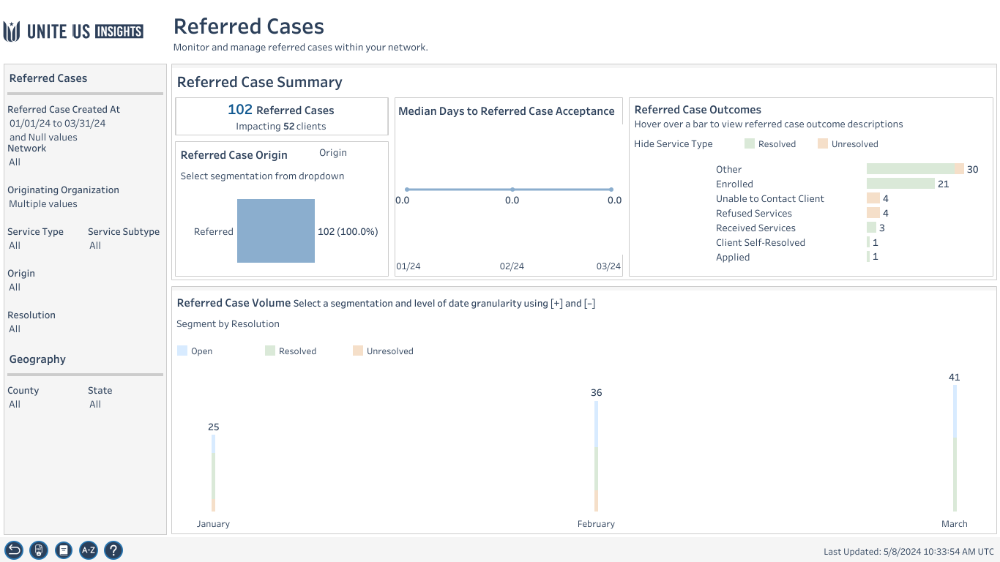 UNITE US INSIGHTS
Referred Cases
Monitor and manage referred cases within your network.
Referred Cases
Referred Case Created At
01/01/24 to 03/31/24
and Null values
Network
All
Originating Organization
Multiple values
Service Type Service Subtype
All All
Origin
All
Resolution
All
Geography
County State
All All
Referred Case Summary
102 Referred Cases
Impacting 52 clients
Referred Case Origin Origin
Select segmentation from dropdown
Referred 102 (100.0%)
Median Days to Referred Case Acceptance
0.0 0.0 0.0
01/24 02/24 03/24
Referred Case Outcomes
Hover over a bar to view referred case outcome descriptions
Hide Service Type Resolved Unresolved
Other 30
Enrolled 21
Unable to Contact Client 4
Refused Services 4
Received Services 3
Client Self-Resolved 1
Applied 1
Referred Case Volume Select a segmentation and level of date granularity using [+] and [–]
Segment by Resolution
Open Resolved Unresolved
25 36 41
January February March
A-Z ?
Last Updated: 5/8/2024 10:33:54 AM UTC